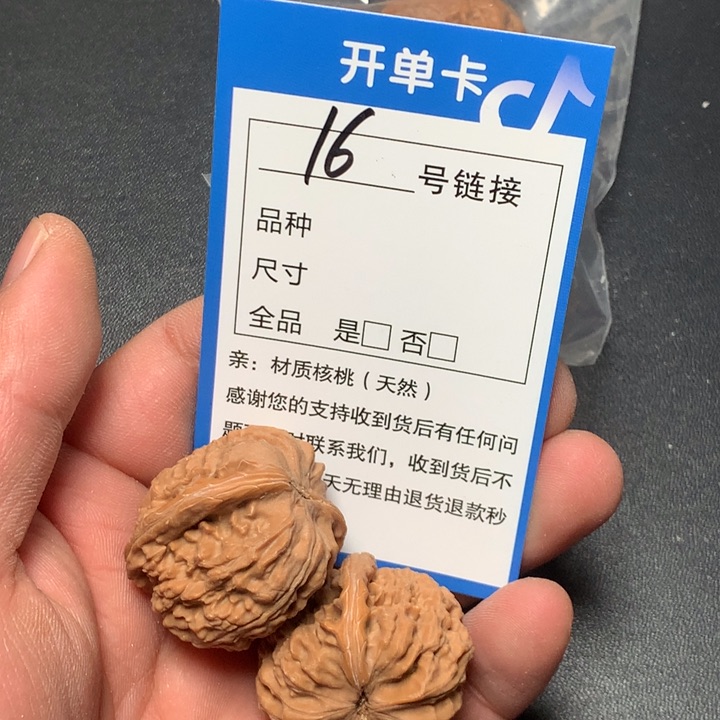 开单卡
16号链接
品种
尺寸
全品 是□ 否□
亲：材质核桃（天然）
感谢您的支持收到货后有任何问
题 时联系我们，收到货后不
天无理由退货退款秒